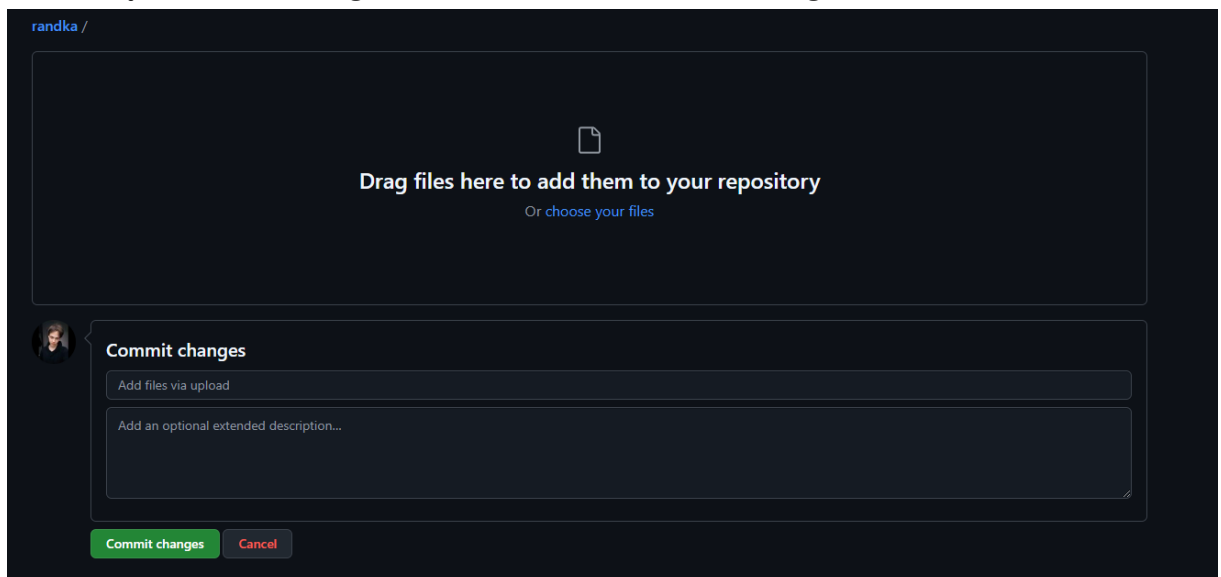 randka /
Drag files here to add them to your repository
Or choose your files
Commit changes
Add files via upload
Add an optional extended description...
Commit changes
Cancel